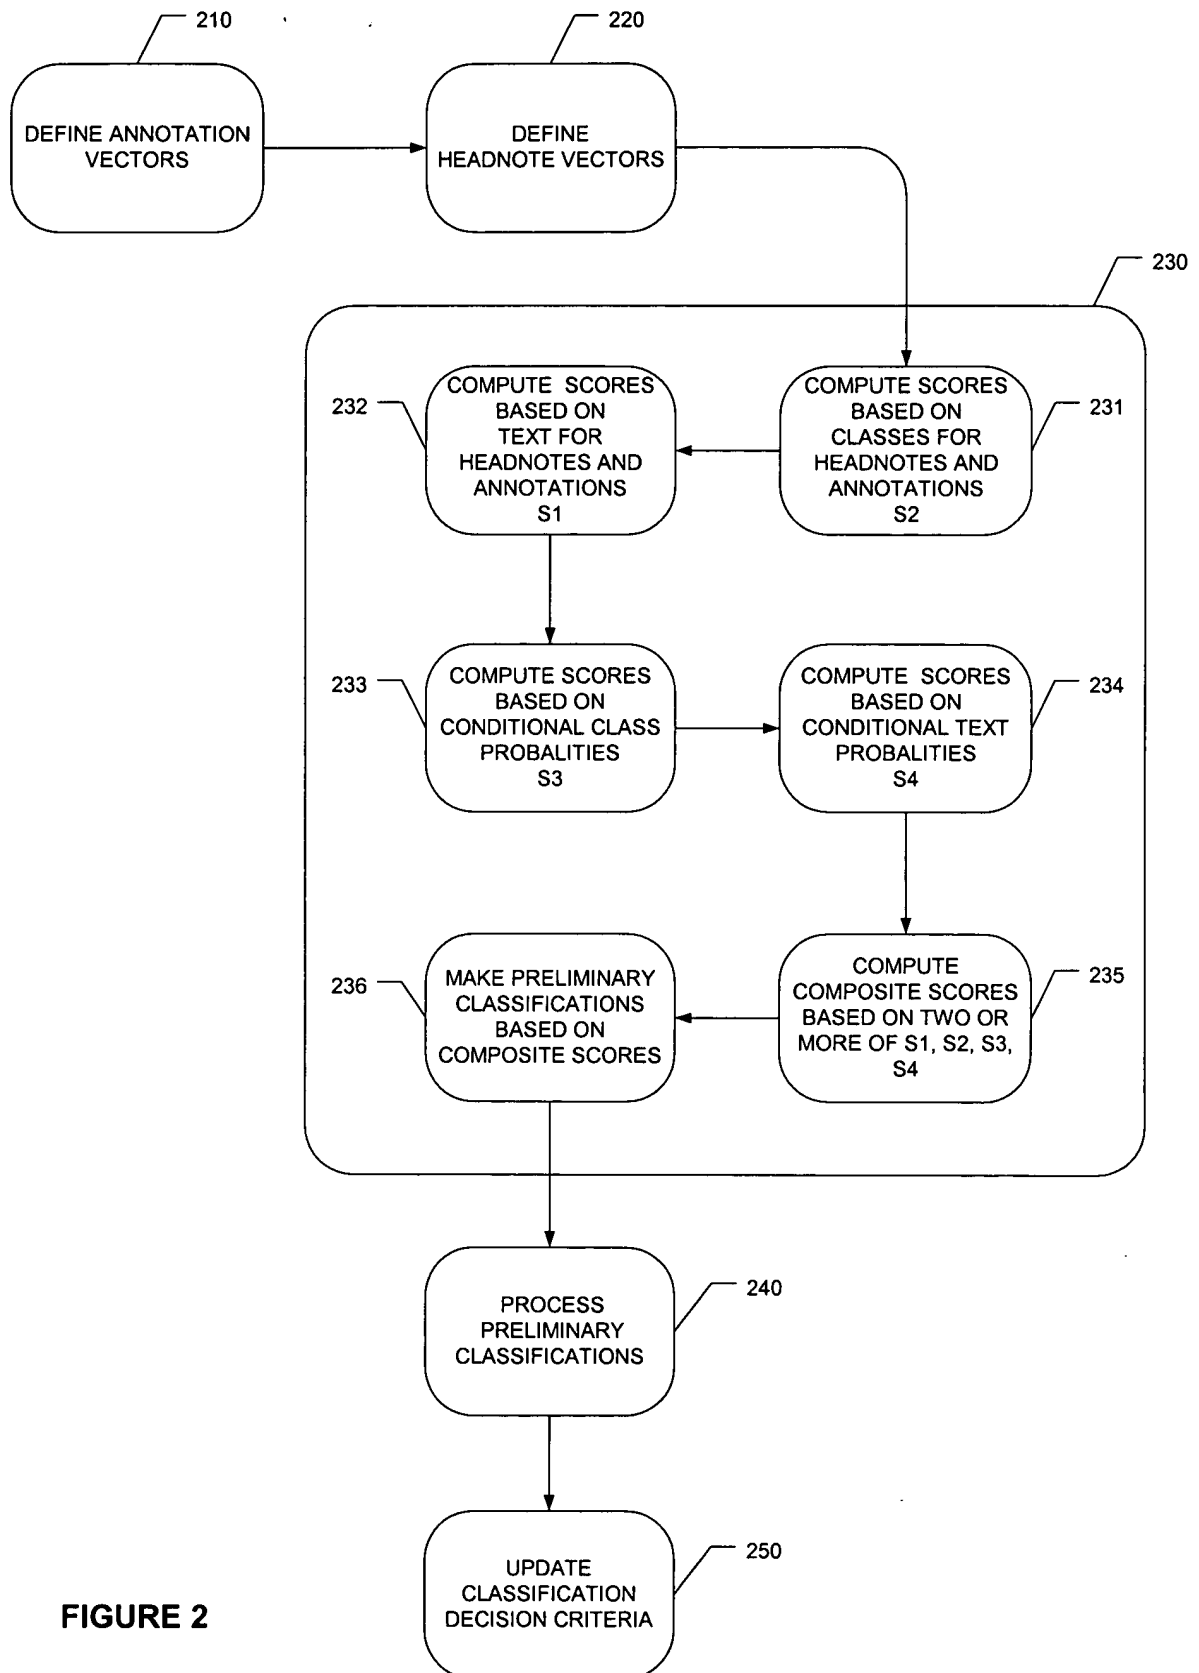 210
220
DEFINE ANNOTATION
VECTORS
DEFINE
HEADNOTE VECTORS
230
232
COMPUTE SCORES
BASED ON
TEXT FOR
HEADNOTES AND
ANNOTATIONS
S1
COMPUTE SCORES
BASED ON
CLASSES FOR
HEADNOTES AND
ANNOTATIONS
S2
231
233
COMPUTE SCORES
BASED ON
CONDITIONAL CLASS
PROBALITIES
S3
COMPUTE SCORES
BASED ON
CONDITIONAL TEXT
PROBALITIES
S4
234
236
MAKE PRELIMINARY
CLASSIFICATIONS
BASED ON
COMPOSITE SCORES
COMPUTE
COMPOSITE SCORES
BASED ON TWO OR
MORE OF S1, S2, S3,
S4
235
PROCESS
PRELIMINARY
CLASSIFICATIONS
240
UPDATE
CLASSIFICATION
DECISION CRITERIA
250
FIGURE 2